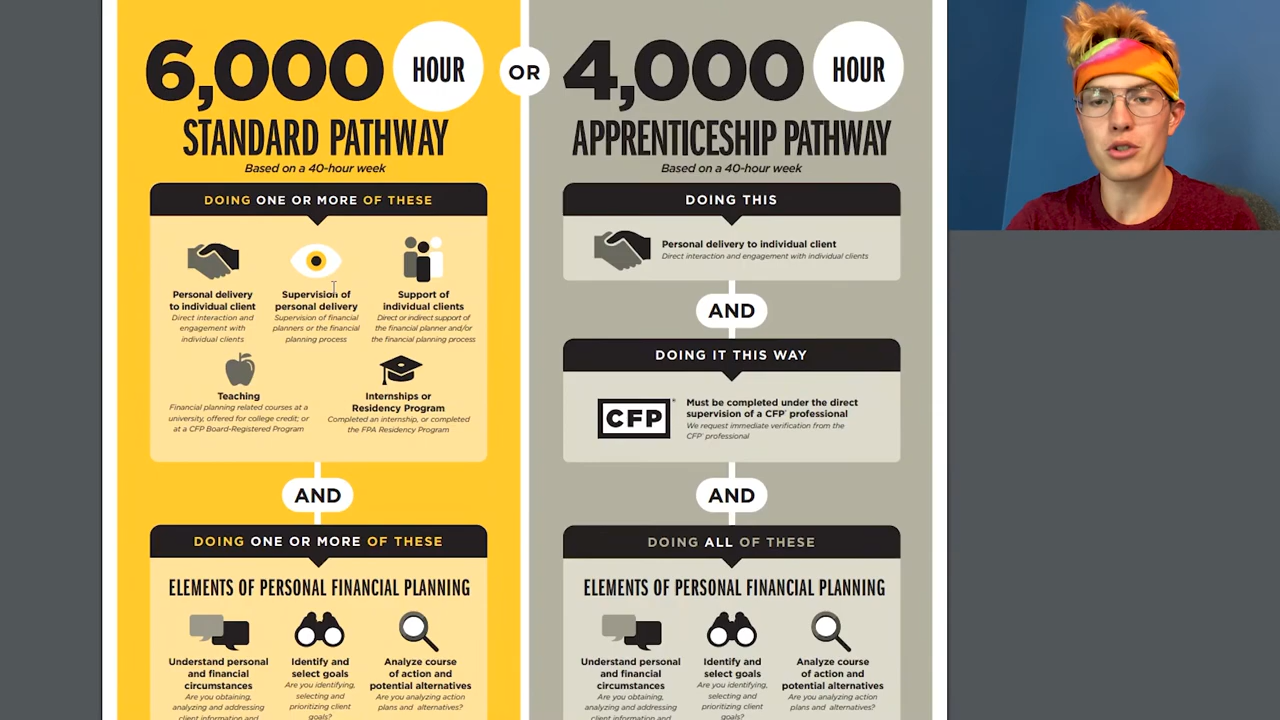 6,000 HOUR
STANDARD PATHWAY
Based on a 40-hour week
DOING ONE OR MORE OF THESE
Personal delivery
to individual client
Direct interaction and
engagement with
individual clients
Supervision of
personal delivery
Supervision of financial
planners or the financial
planning process
Support of
individual clients
Direct or indirect support of
the financial planner and/or
the financial planning process
Teaching
Financial planning related courses at a
university, offered for college credit; or
at a CFP Board-Registered Program
Internships or
Residency Program
Completed an internship, or completed
the FPA Residency Program
AND
DOING ONE OR MORE OF THESE
ELEMENTS OF PERSONAL FINANCIAL PLANNING
Understand personal
and financial
circumstances
Are you obtaining,
analyzing and addressing
client information and
Identify and
select goals
Are you identifying,
selecting and
prioritizing client
goals?
Analyze course
of action and
potential alternatives
Are you analyzing action
plans and alternatives?
OR
4,000 HOUR
APPRENTICESHIP PATHWAY
Based on a 40-hour week
DOING THIS
Personal delivery to individual client
Direct interaction and engagement with individual clients
AND
DOING IT THIS WAY
CFP®
Must be completed under the direct
supervision of a CFP® professional
We request immediate verification from the
CFP® professional
AND
DOING ALL OF THESE
ELEMENTS OF PERSONAL FINANCIAL PLANNING
Understand personal
and financial
circumstances
Are you obtaining,
analyzing and addressing
client information and
Identify and
select goals
Are you identifying,
selecting and
prioritizing client
goals?
Analyze course
of action and
potential alternatives
Are you analyzing action
plans and alternatives?